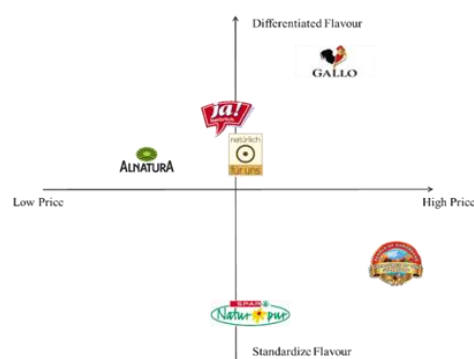 Differentiated Flavour
GALLO
ja!
natürlich
für uns
ALNATURA
Low Price
High Price
SPAR
Natur pur
Standardize Flavour